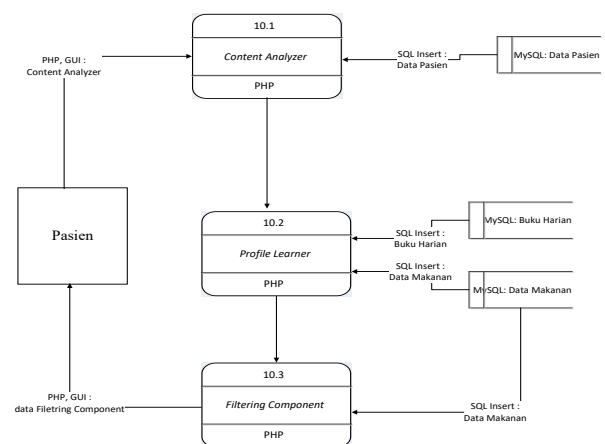 10.1
Content Analyzer
PHP
PHP, GUI :
Content Analyzer
SQL Insert :
Data Pasien
MySQL: Data Pasien
Pasien
10.2
Profile Learner
PHP
SQL Insert :
Buku Harian
MySQL: Buku Harian
SQL Insert :
Data Makanan
MySQL: Data Makanan
10.3
Filtering Component
PHP
PHP, GUI :
data Filetring Component
SQL Insert :
Data Makanan